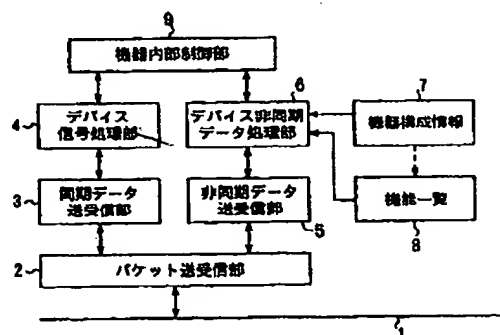 9
機器内部制御部
6
7
4
デバイス
信号処理部
デバイス非同期
データ処理部
機器構成情報
3
同期データ
送受信部
非同期データ
送受信部
5
機能一覧
8
2
パケット送受信部
1